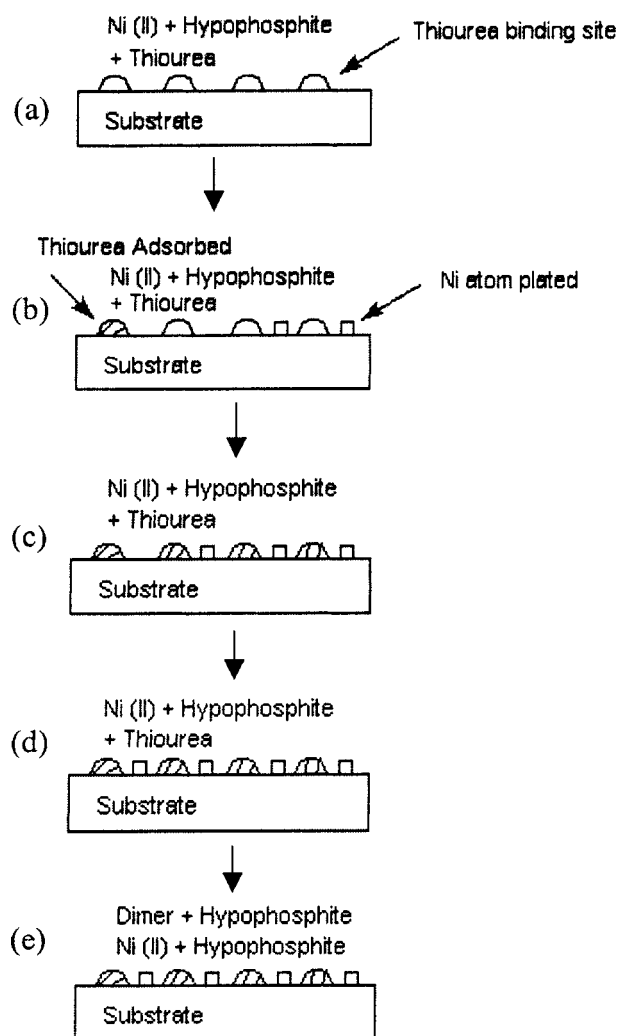 Ni (II) + Hypophosphite
+ Thiourea
Thiourea binding site
(a)
Substrate
Thiourea Adsorbed
Ni (II) + Hypophosphite
+ Thiourea
Ni atom plated
(b)
Substrate
Ni (II) + Hypophosphite
+ Thiourea
(c)
Substrate
Ni (II) + Hypophosphite
+ Thiourea
(d)
Substrate
Dimer + Hypophosphite
(e)
Ni (II) + Hypophosphite
Substrate